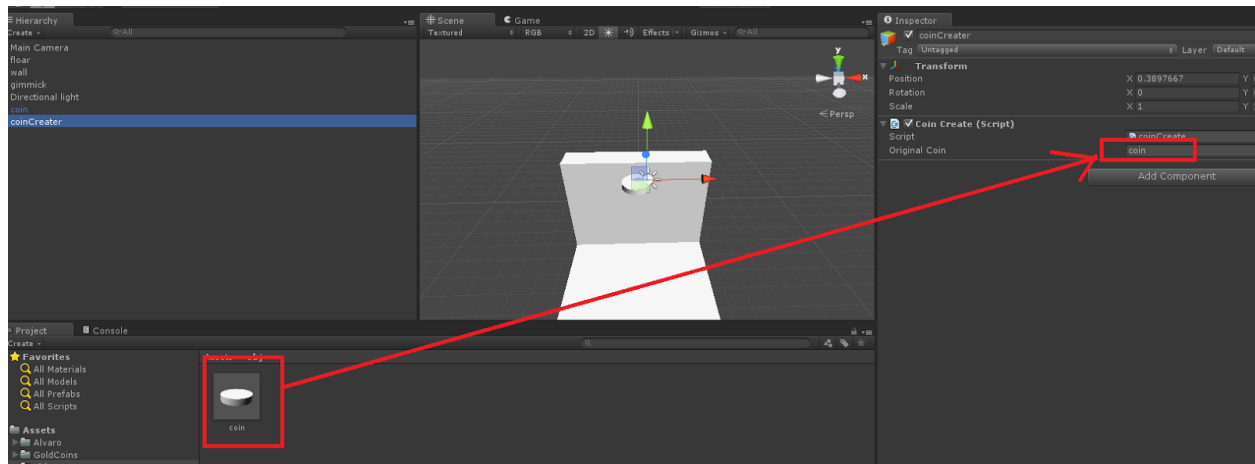 Hierarchy
Create
All
Main Camera
floar
wall
gimmick
Directional light
coin
coinCreater
Scene
Game
Textured
RGB
2D
Effects
Gizmos
All
y
x
Persp
Inspector
coinCreater
Tag Untagged
Layer Default
Transform
Position
X 0.3897667
Y
Rotation
X 0
Y
Scale
X 1
Y
Coin Create (Script)
Script
coinCreate
Original Coin
coin
Add Component
Project
Console
Create
Favorites
All Materials
All Models
All Prefabs
All Scripts
Assets
Alvaro
GoldCoins
coin